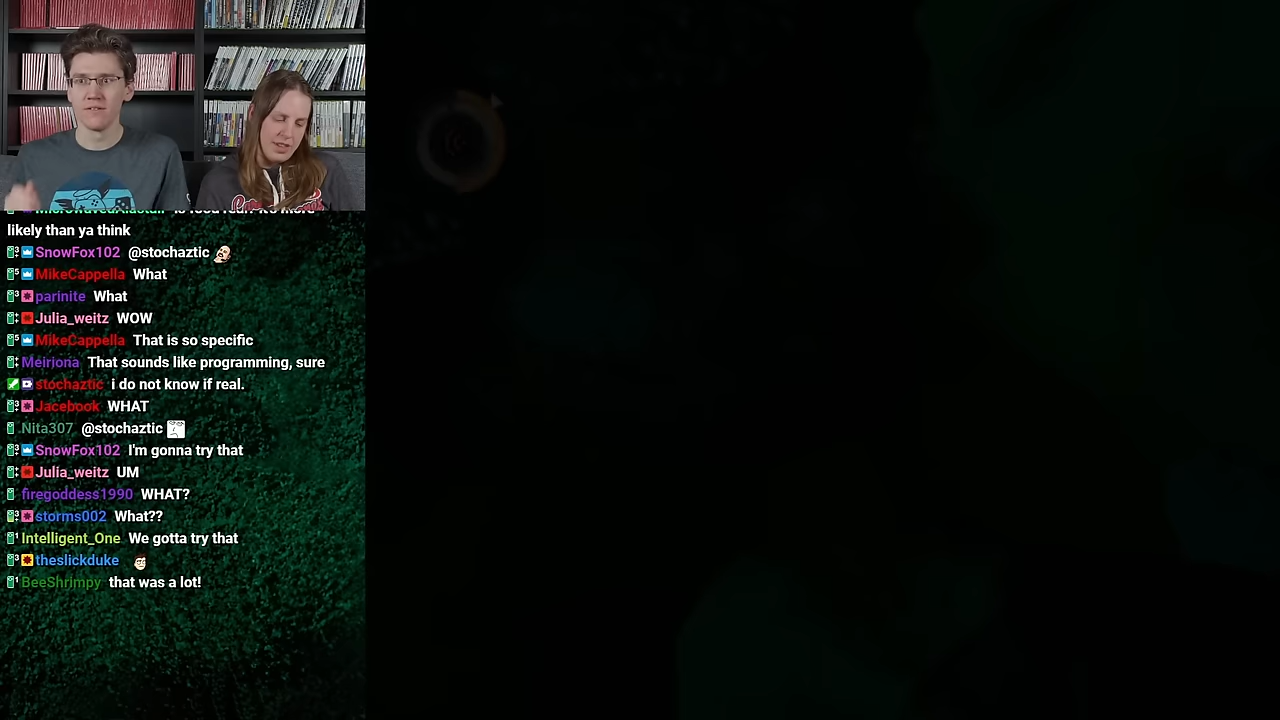 likely than ya think
SnowFox102 @stochaztic
MikeCappella What
parinite What
Julia_weitz WOW
MikeCappella That is so specific
Meiriona That sounds like programming, sure
stochaztic i do not know if real.
Jacebook WHAT
Nita307 @stochaztic
SnowFox102 I'm gonna try that
Julia_weitz UM
firegoddess1990 WHAT?
storms002 What??
Intelligent_One We gotta try that
theslickduke
BeeShrimpy that was a lot!